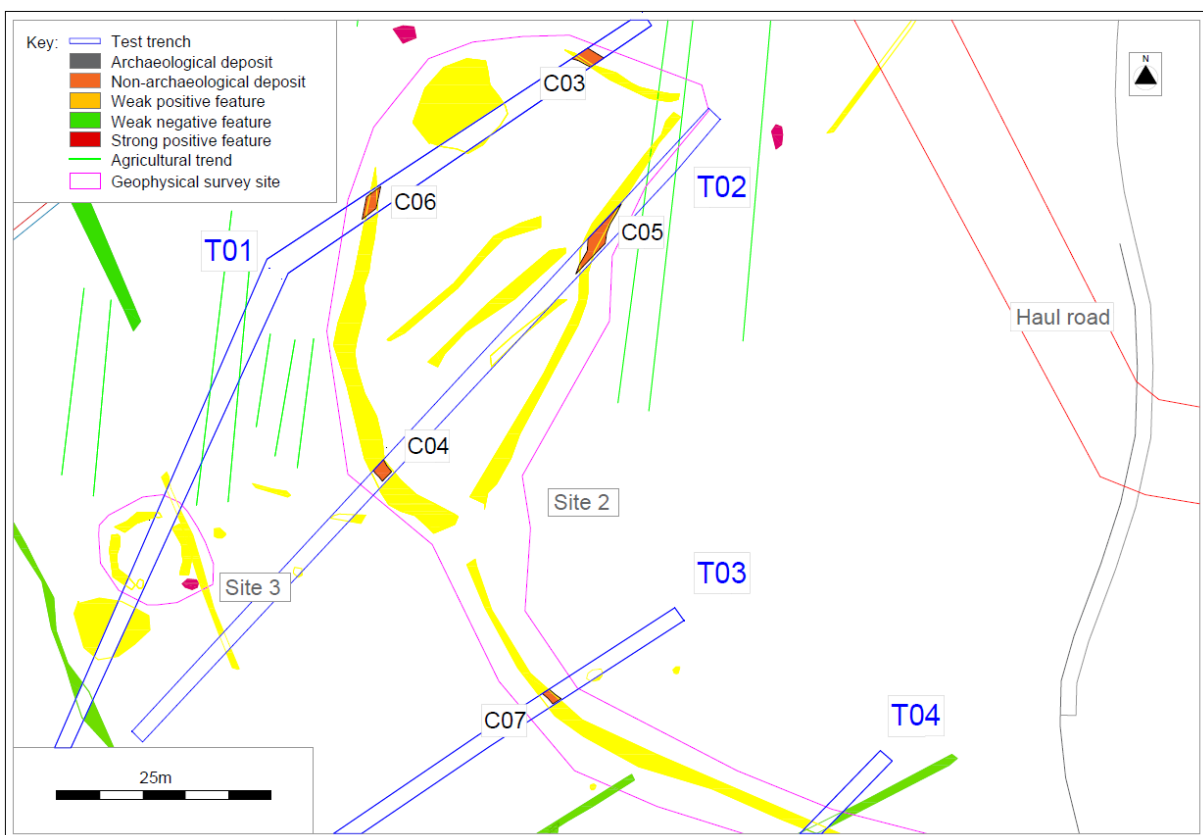 Key:
Test trench
Archaeological deposit
Non-archaeological deposit
Weak positive feature
Weak negative feature
Strong positive feature
Agricultural trend
Geophysical survey site
N
C03
T02
C06
C05
T01
Haul road
C04
Site 2
T03
Site 3
C07
T04
25m